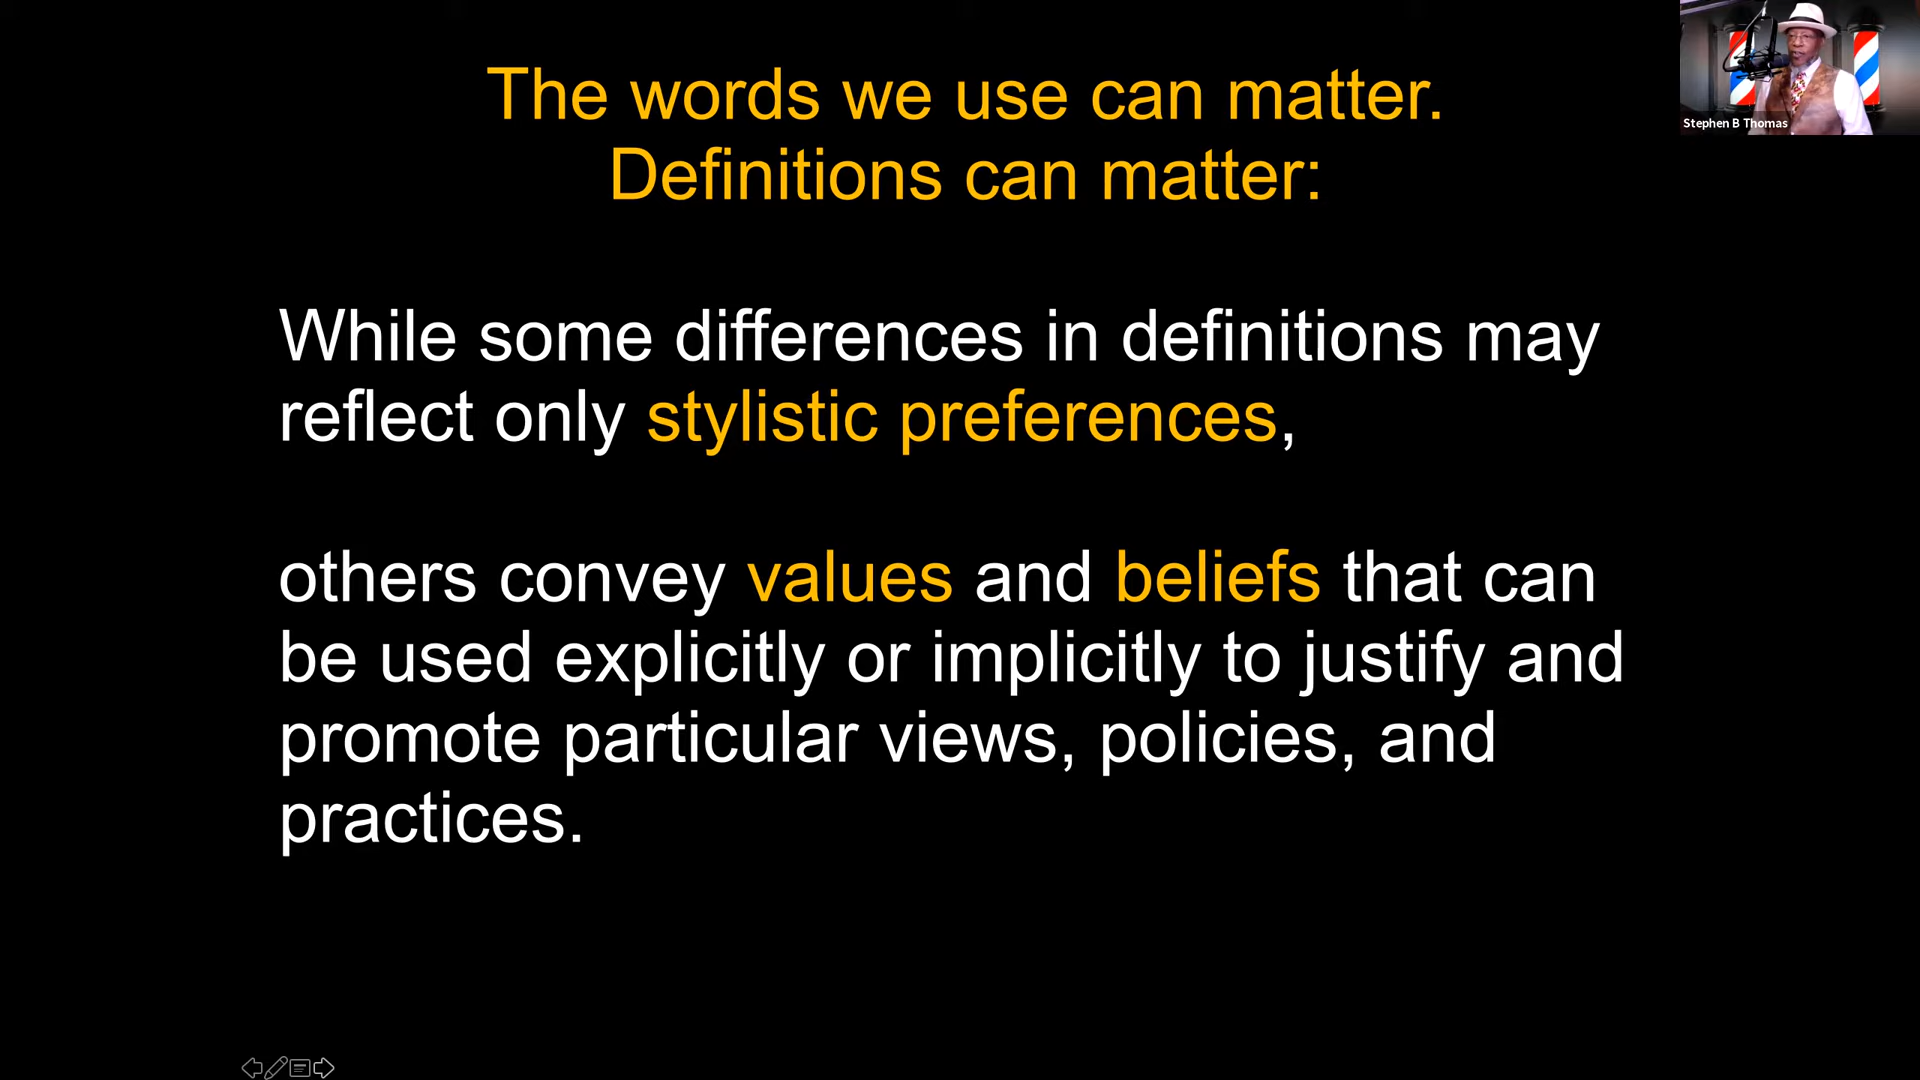 The words we use can matter.
Definitions can matter:
While some differences in definitions may
reflect only stylistic preferences,
others convey values and beliefs that can
be used explicitly or implicitly to justify and
promote particular views, policies, and
practices.
Stephen B Thomas